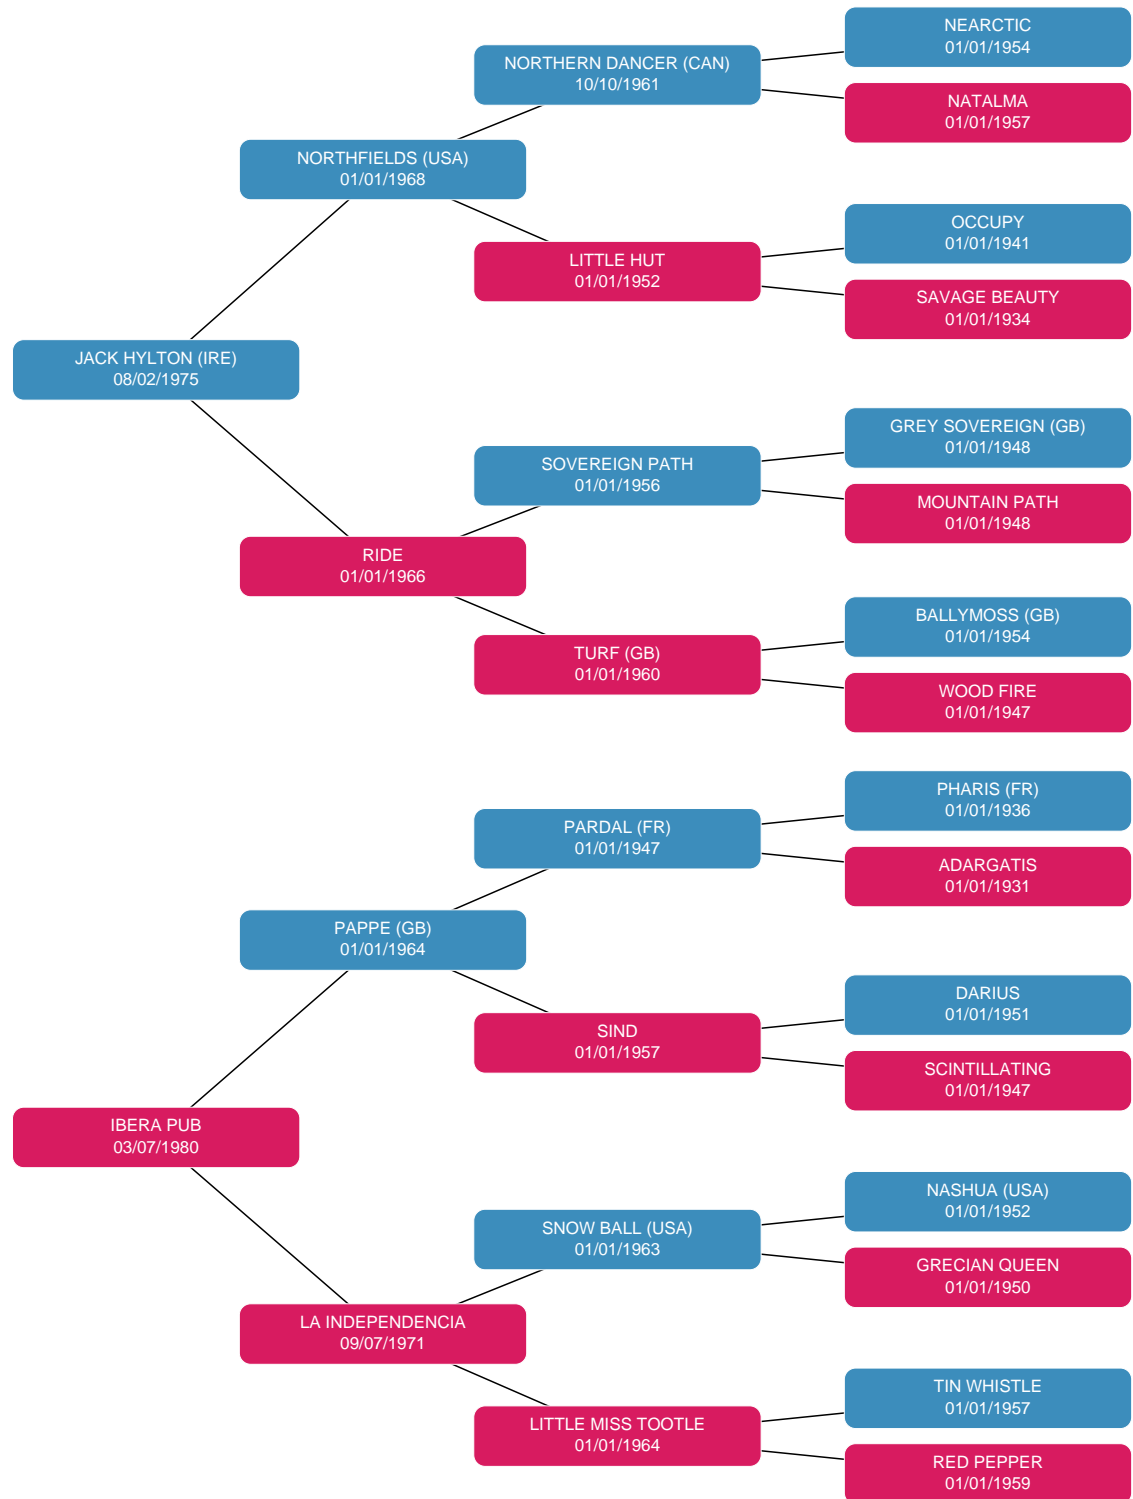 NEARCTIC
01/01/1954
NORTHERN DANCER (CAN)
10/10/1961
NATALMA
01/01/1957
NORTHFIELDS (USA)
01/01/1968
OCCUPY
01/01/1941
LITTLE HUT
01/01/1952
SAVAGE BEAUTY
01/01/1934
JACK HYLTON (IRE)
08/02/1975
GREY SOVEREIGN (GB)
01/01/1948
SOVEREIGN PATH
01/01/1956
MOUNTAIN PATH
01/01/1948
RIDE
01/01/1966
BALLYMOSS (GB)
01/01/1954
TURF (GB)
01/01/1960
WOOD FIRE
01/01/1947
PHARIS (FR)
01/01/1936
PARDAL (FR)
01/01/1947
ADARGATIS
01/01/1931
PAPPE (GB)
01/01/1964
DARIUS
01/01/1951
SIND
01/01/1957
SCINTILLATING
01/01/1947
IBERA PUB
03/07/1980
NASHUA (USA)
01/01/1952
SNOW BALL (USA)
01/01/1963
GRECIAN QUEEN
01/01/1950
LA INDEPENDENCIA
09/07/1971
TIN WHISTLE
01/01/1957
LITTLE MISS TOOTLE
01/01/1964
RED PEPPER
01/01/1959